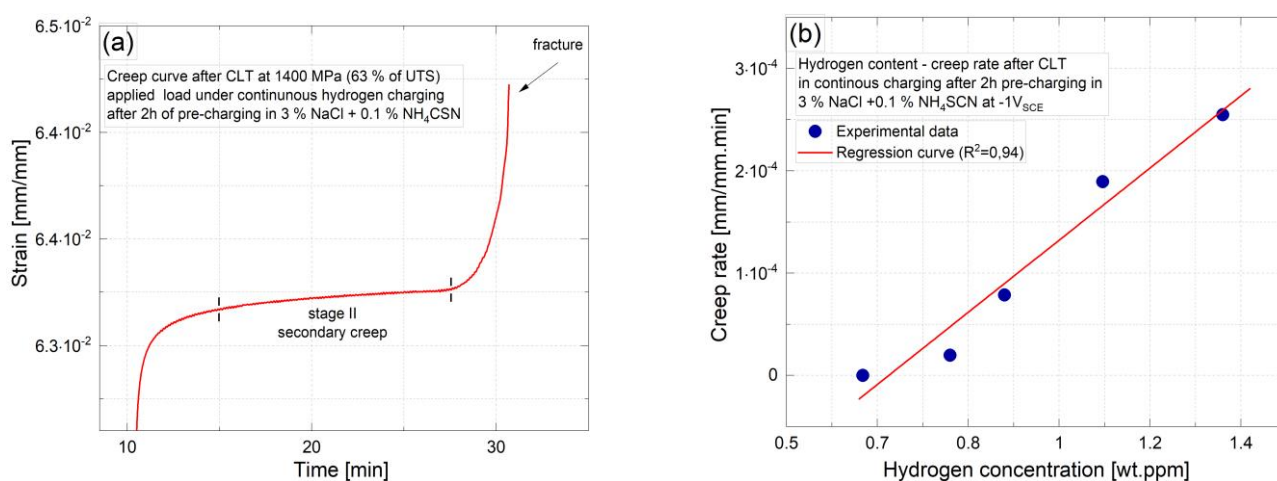 (a)
Creep curve after CLT at 1400 MPa (63 % of UTS)
applied load under continunous hydrogen charging
after 2h of pre-charging in 3 % NaCl + 0.1 % NH₄CSN
fracture
stage II
secondary creep
6.5·10⁻²
6.4·10⁻²
6.4·10⁻²
6.3·10⁻²
Strain [mm/mm]
10 20 30
Time [min]
(b)
Hydrogen content - creep rate after CLT
in continous charging after 2h pre-charging in
3 % NaCl +0.1 % NH₄SCN at -1V_SCE
Experimental data
Regression curve (R²=0,94)
3·10⁻⁴
2·10⁻⁴
1·10⁻⁴
0
Creep rate [mm/mm.min]
0.5 0.7 0.8 1 1.2 1.4
Hydrogen concentration [wt.ppm]